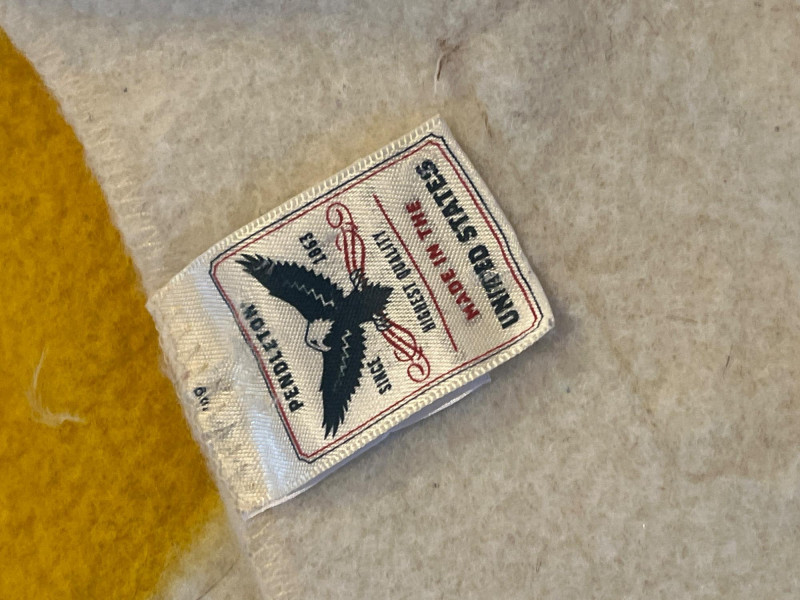 PENDLETON
SINCE 1863
HIGHEST QUALITY
MADE IN THE
UNITED STATES